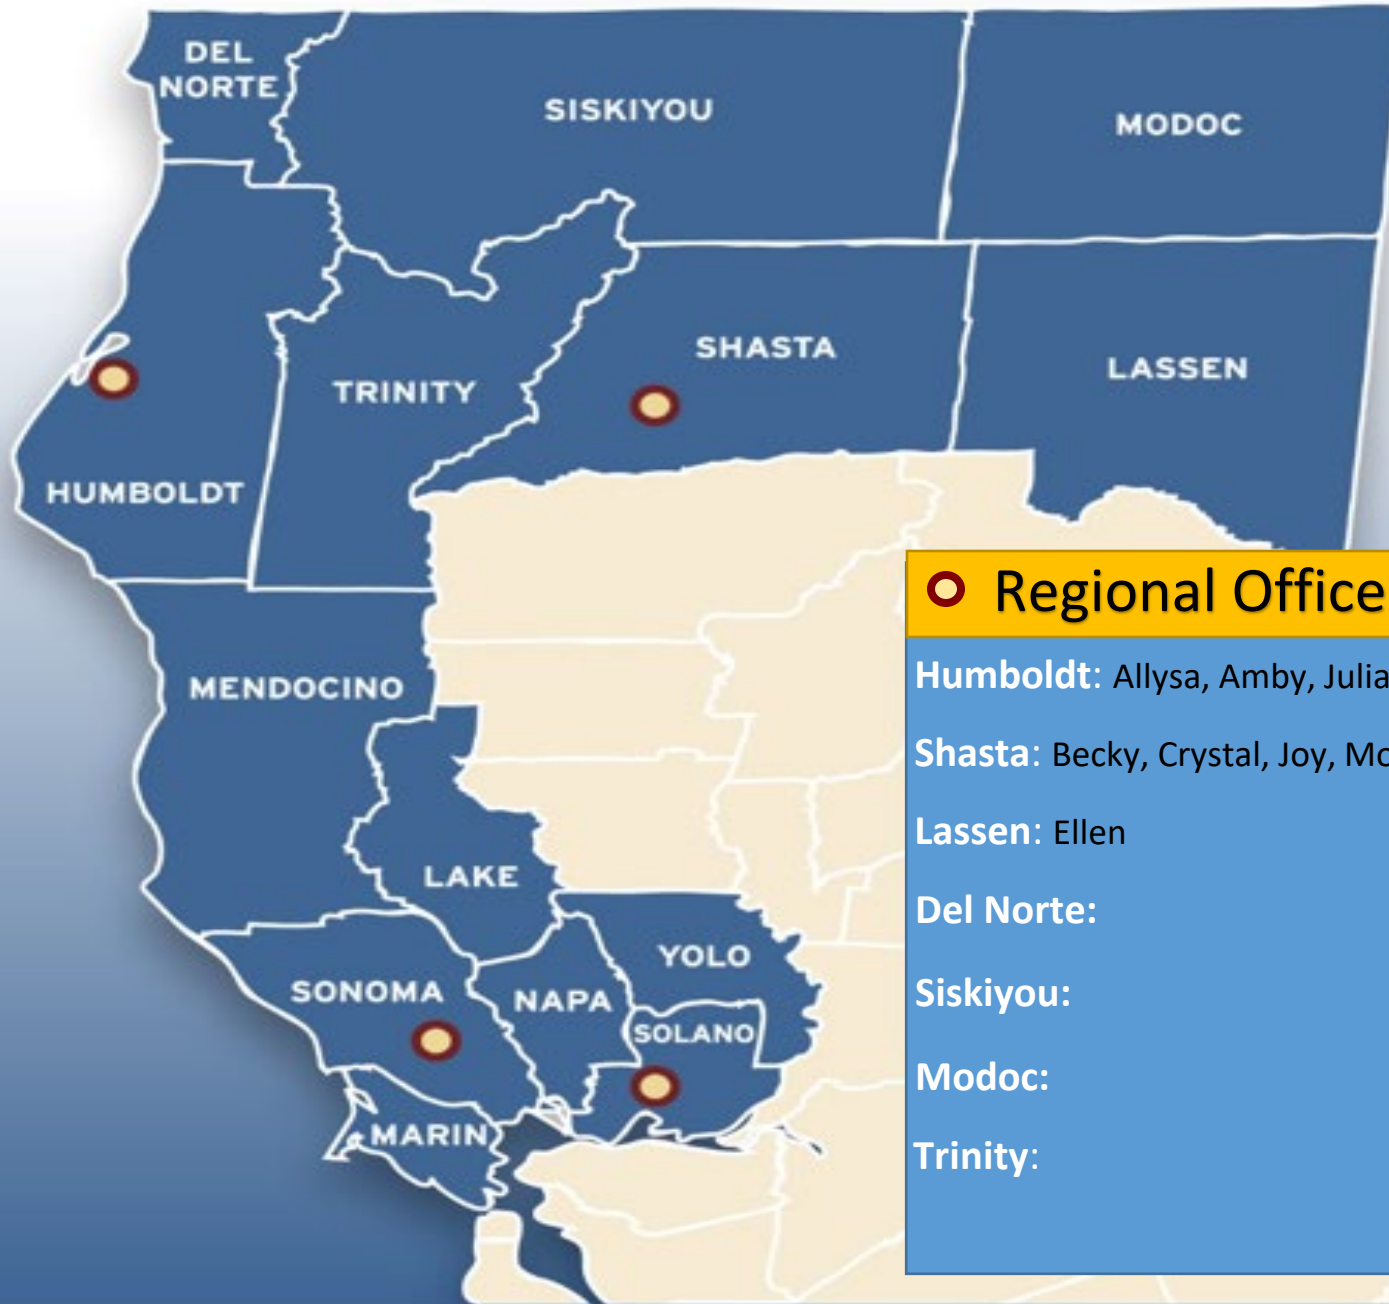 DEL
NORTE
SISKIYOU
MODOC
SHASTA
LASSEN
TRINITY
HUMBOLDT
Regional Office
Humboldt: Allysa, Amby, Julia
MENDOCINO
Shasta: Becky, Crystal, Joy,
Lassen: Ellen
LAKE
Del Norte:
YOLO
SONOMA
NAPA
Siskiyou:
SOLANO
Modoc:
MARIN
Trinity: